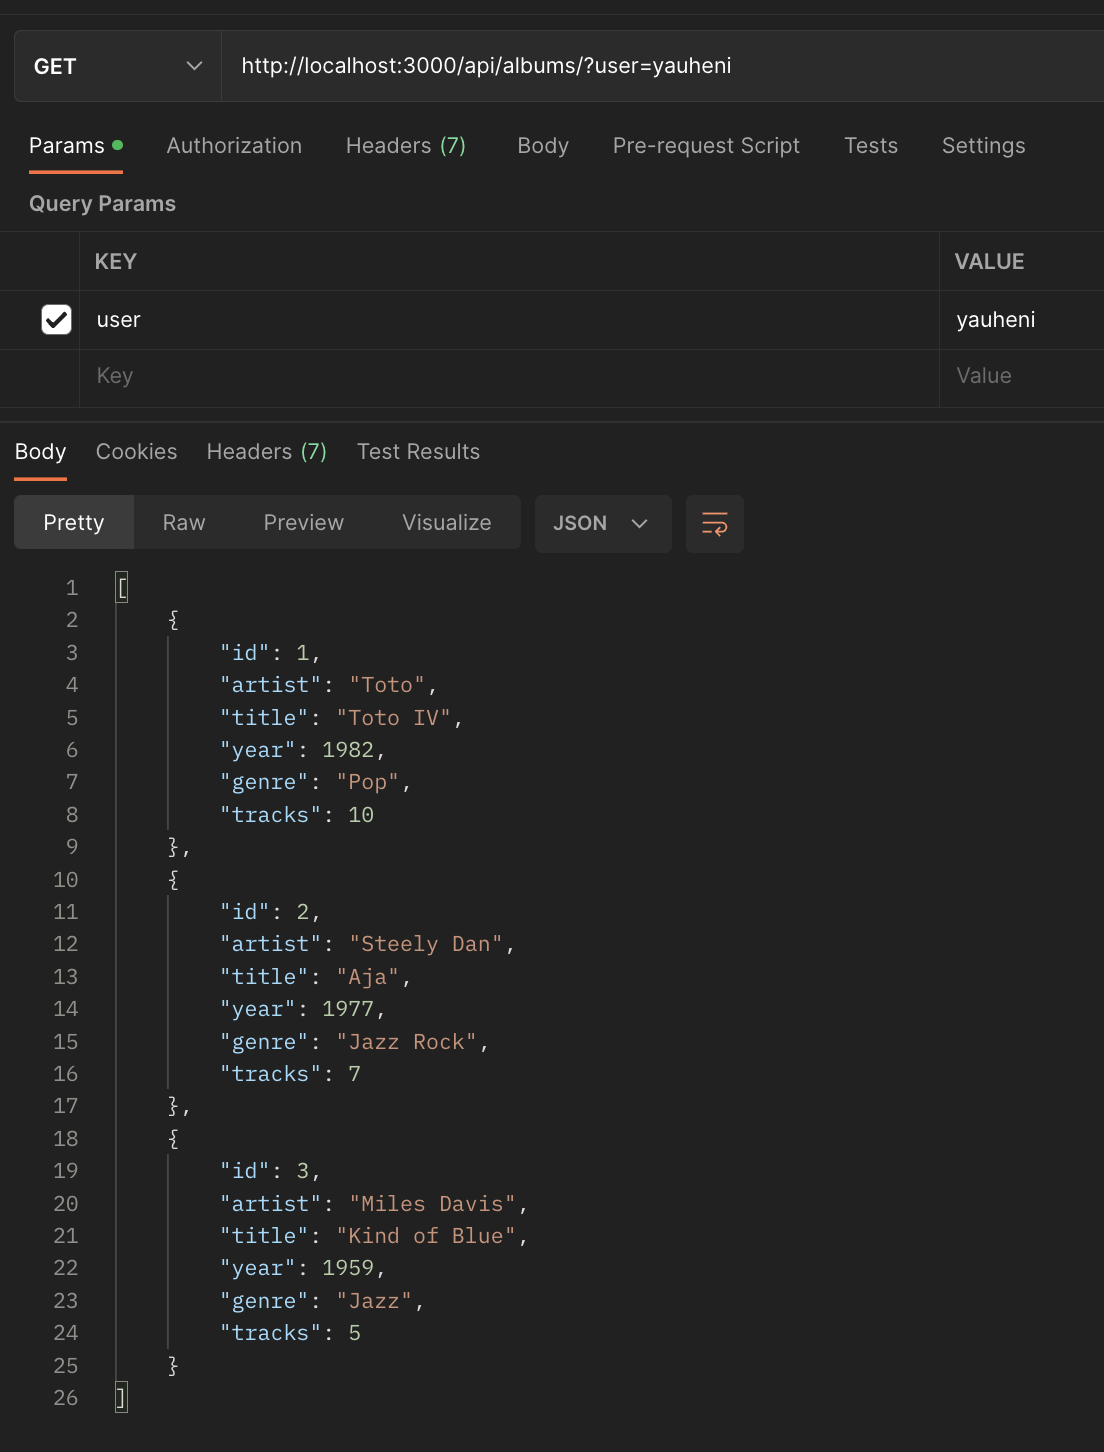 GET http://localhost:3000/api/albums/?user=yauheni
Params Authorization Headers (7) Body Pre-request Script Tests Settings
Query Params
KEY VALUE
user yauheni
Key Value
Body Cookies Headers (7) Test Results
Pretty Raw Preview Visualize JSON
1 [
2 {
3 "id": 1,
4 "artist": "Toto",
5 "title": "Toto IV",
6 "year": 1982,
7 "genre": "Pop",
8 "tracks": 10
9 },
10 {
11 "id": 2,
12 "artist": "Steely Dan",
13 "title": "Aja",
14 "year": 1977,
15 "genre": "Jazz Rock",
16 "tracks": 7
17 },
18 {
19 "id": 3,
20 "artist": "Miles Davis",
21 "title": "Kind of Blue",
22 "year": 1959,
23 "genre": "Jazz",
24 "tracks": 5
25 }
26 ]